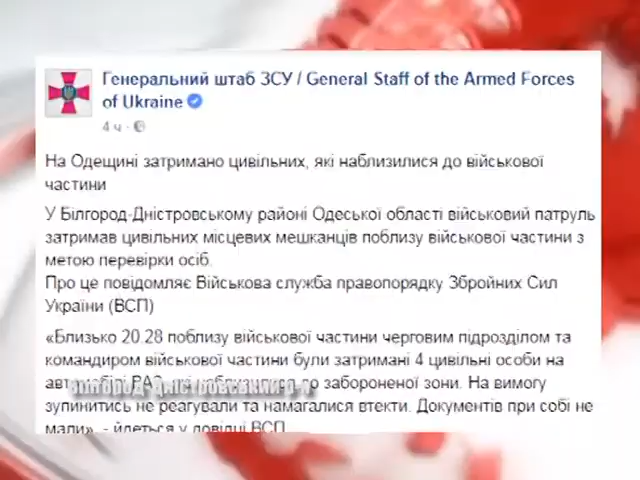 Генеральний штаб ЗСУ / General Staff of the Armed Forces
of Ukraine
4 ч ·
На Одещині затримано цивільних, які наблизилися до військової
частини
У Білгород-Дністровському районі Одеської області військовий патруль
затримав цивільних місцевих мешканців поблизу військової частини з
метою перевірки осіб.
Про це повідомляє Військова служба правопорядку Збройних Сил
України (ВСП)
«Близько 20.28 поблизу військової частини черговим підрозділом та
командиром військової частини були затримані 4 цивільні особи на
до забороненої зони. На вимогу
Білгород-Дністровський р-н
зупинитись не реагували та намагалися втекти. Документів при собі не
мали», - йдеться у довідці ВСП